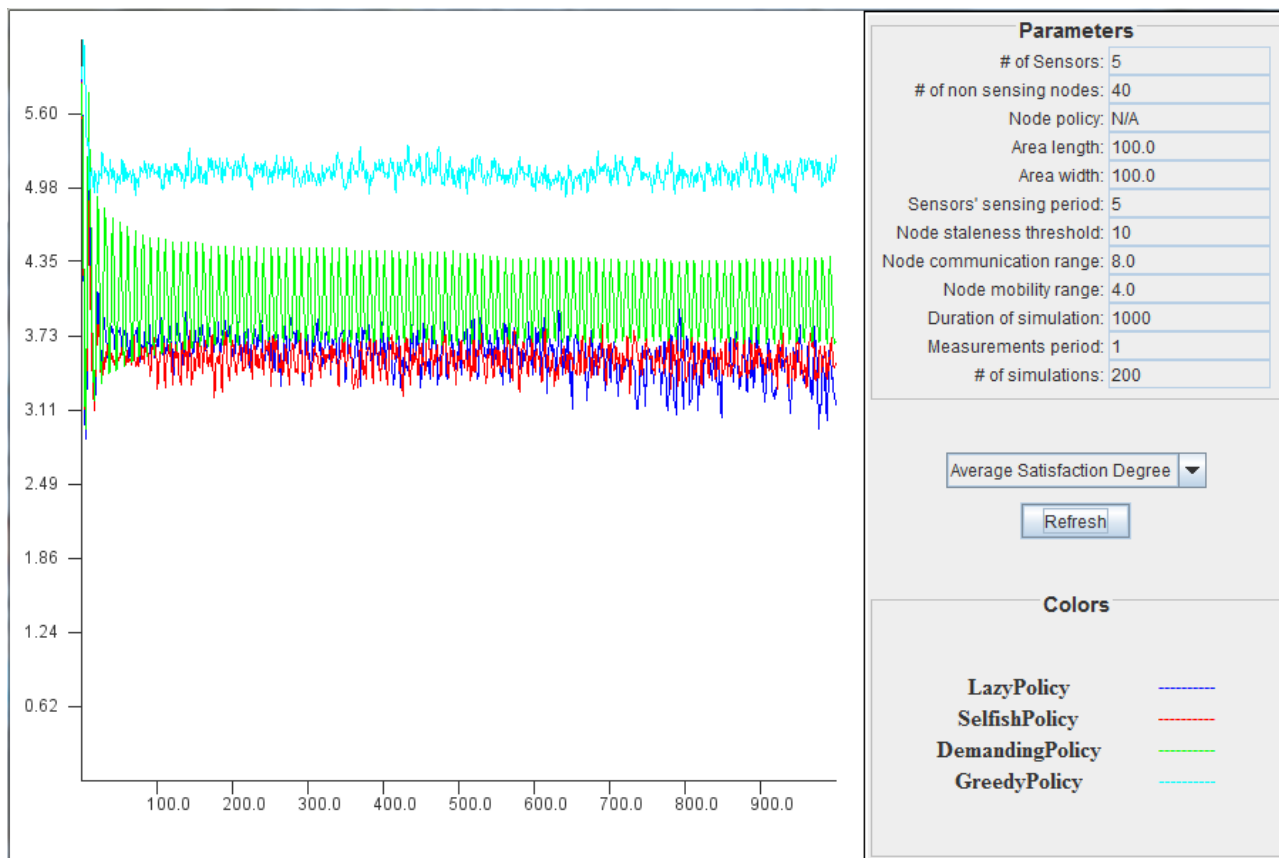 5.60
4.98
4.35
3.73
3.11
2.49
1.86
1.24
0.62
100.0 200.0 300.0 400.0 500.0 600.0 700.0 800.0 900.0
Parameters
# of Sensors: 5
# of non sensing nodes: 40
Node policy: N/A
Area length: 100.0
Area width: 100.0
Sensors' sensing period: 5
Node staleness threshold: 10
Node communication range: 8.0
Node mobility range: 4.0
Duration of simulation: 1000
Measurements period: 1
# of simulations: 200
Average Satisfaction Degree
Refresh
Colors
LazyPolicy
SelfishPolicy
DemandingPolicy
GreedyPolicy